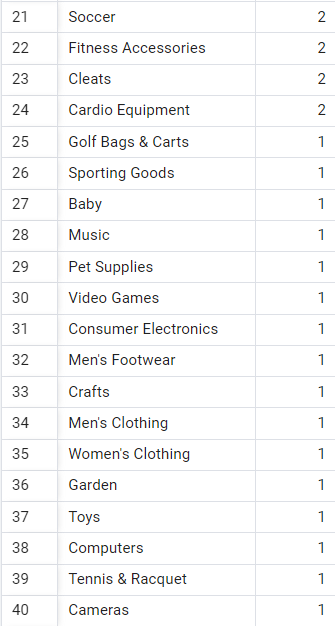 21 Soccer 2
22 Fitness Accessories 2
23 Cleats 2
24 Cardio Equipment 2
25 Golf Bags & Carts 1
26 Sporting Goods 1
27 Baby 1
28 Music 1
29 Pet Supplies 1
30 Video Games 1
31 Consumer Electronics 1
32 Men's Footwear 1
33 Crafts 1
34 Men's Clothing 1
35 Women's Clothing 1
36 Garden 1
37 Toys 1
38 Computers 1
39 Tennis & Racquet 1
40 Cameras 1